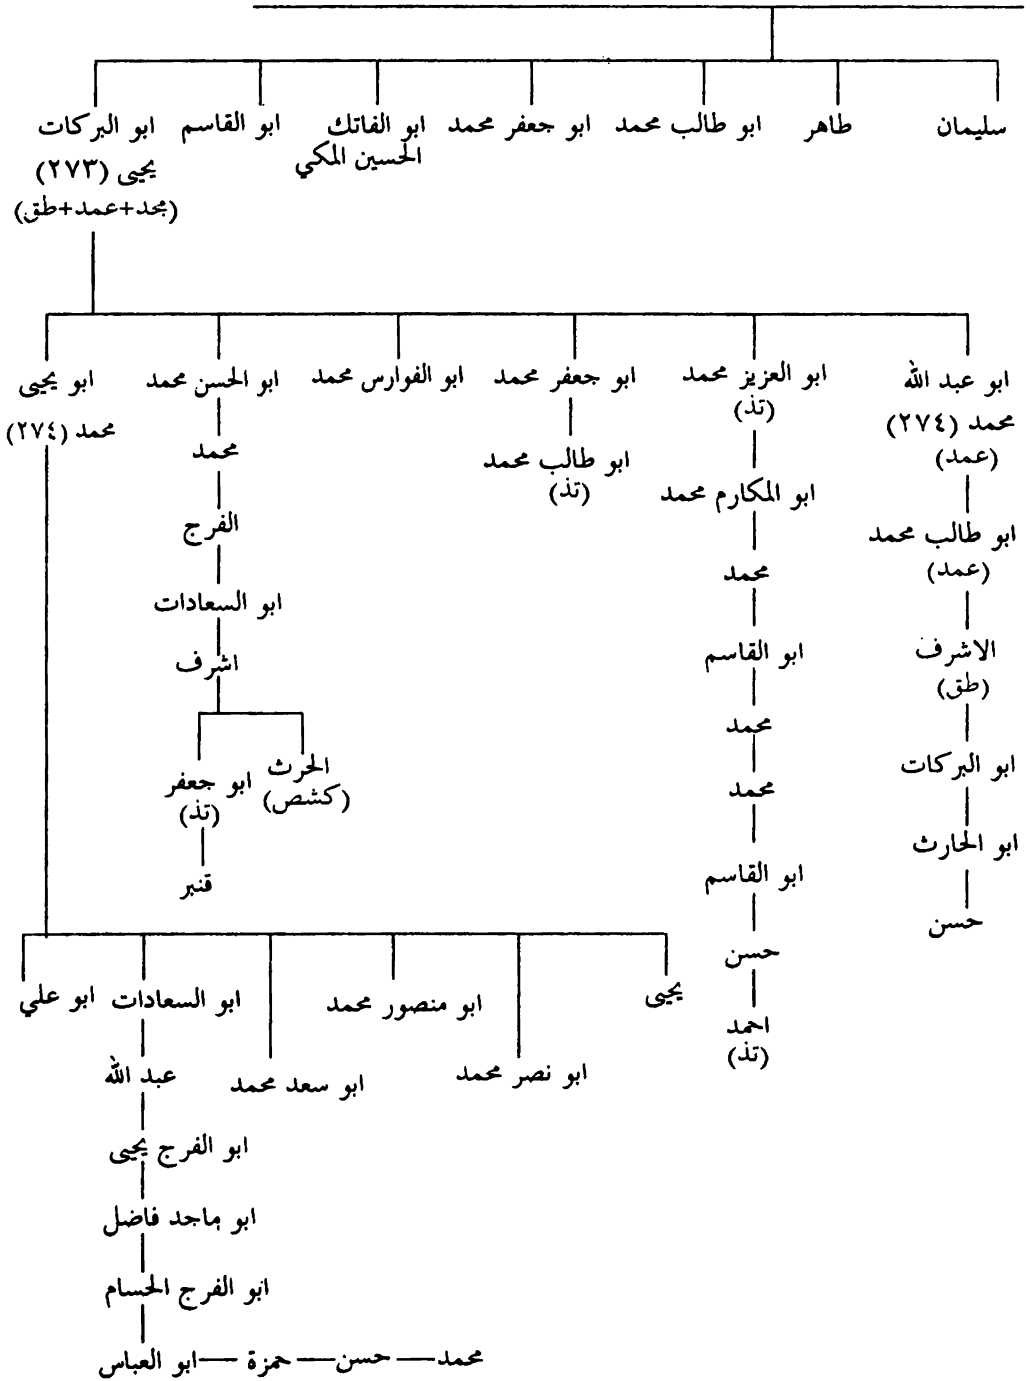 سليمان
طاهر
ابو طالب محمد
ابو جعفر محمد
ابو الفاتك
الحسين المكي
ابو القاسم
ابو البركات
يحيى (٢٧٣)
(مجد+عمد+طق)
ابو عبد الله
محمد (٢٧٤)
(عمد)
ابو طالب محمد
(عمد)
الاشرف
(طق)
ابو البركات
ابو الحارث
حسن
ابو العزيز محمد
(تذ)
ابو المكارم محمد
محمد
ابو القاسم
محمد
محمد
ابو القاسم
حسن
احمد
(تذ)
ابو جعفر محمد
ابو طالب محمد
(تذ)
ابو الفوارس محمد
ابو الحسن محمد
محمد
الفرج
ابو السعادات
اشرف
الحرث
(كشص)
ابو جعفر
(تذ)
قنبر
ابو يحيى
محمد (٢٧٤)
يحيى
ابو نصر محمد
ابو منصور محمد
ابو سعد محمد
ابو السعادات
عبد الله
ابو الفرج يحيى
ابو ماجد فاضل
ابو الفرج الحسام
محمد — حسن — حمزة — ابو العباس
ابو علي